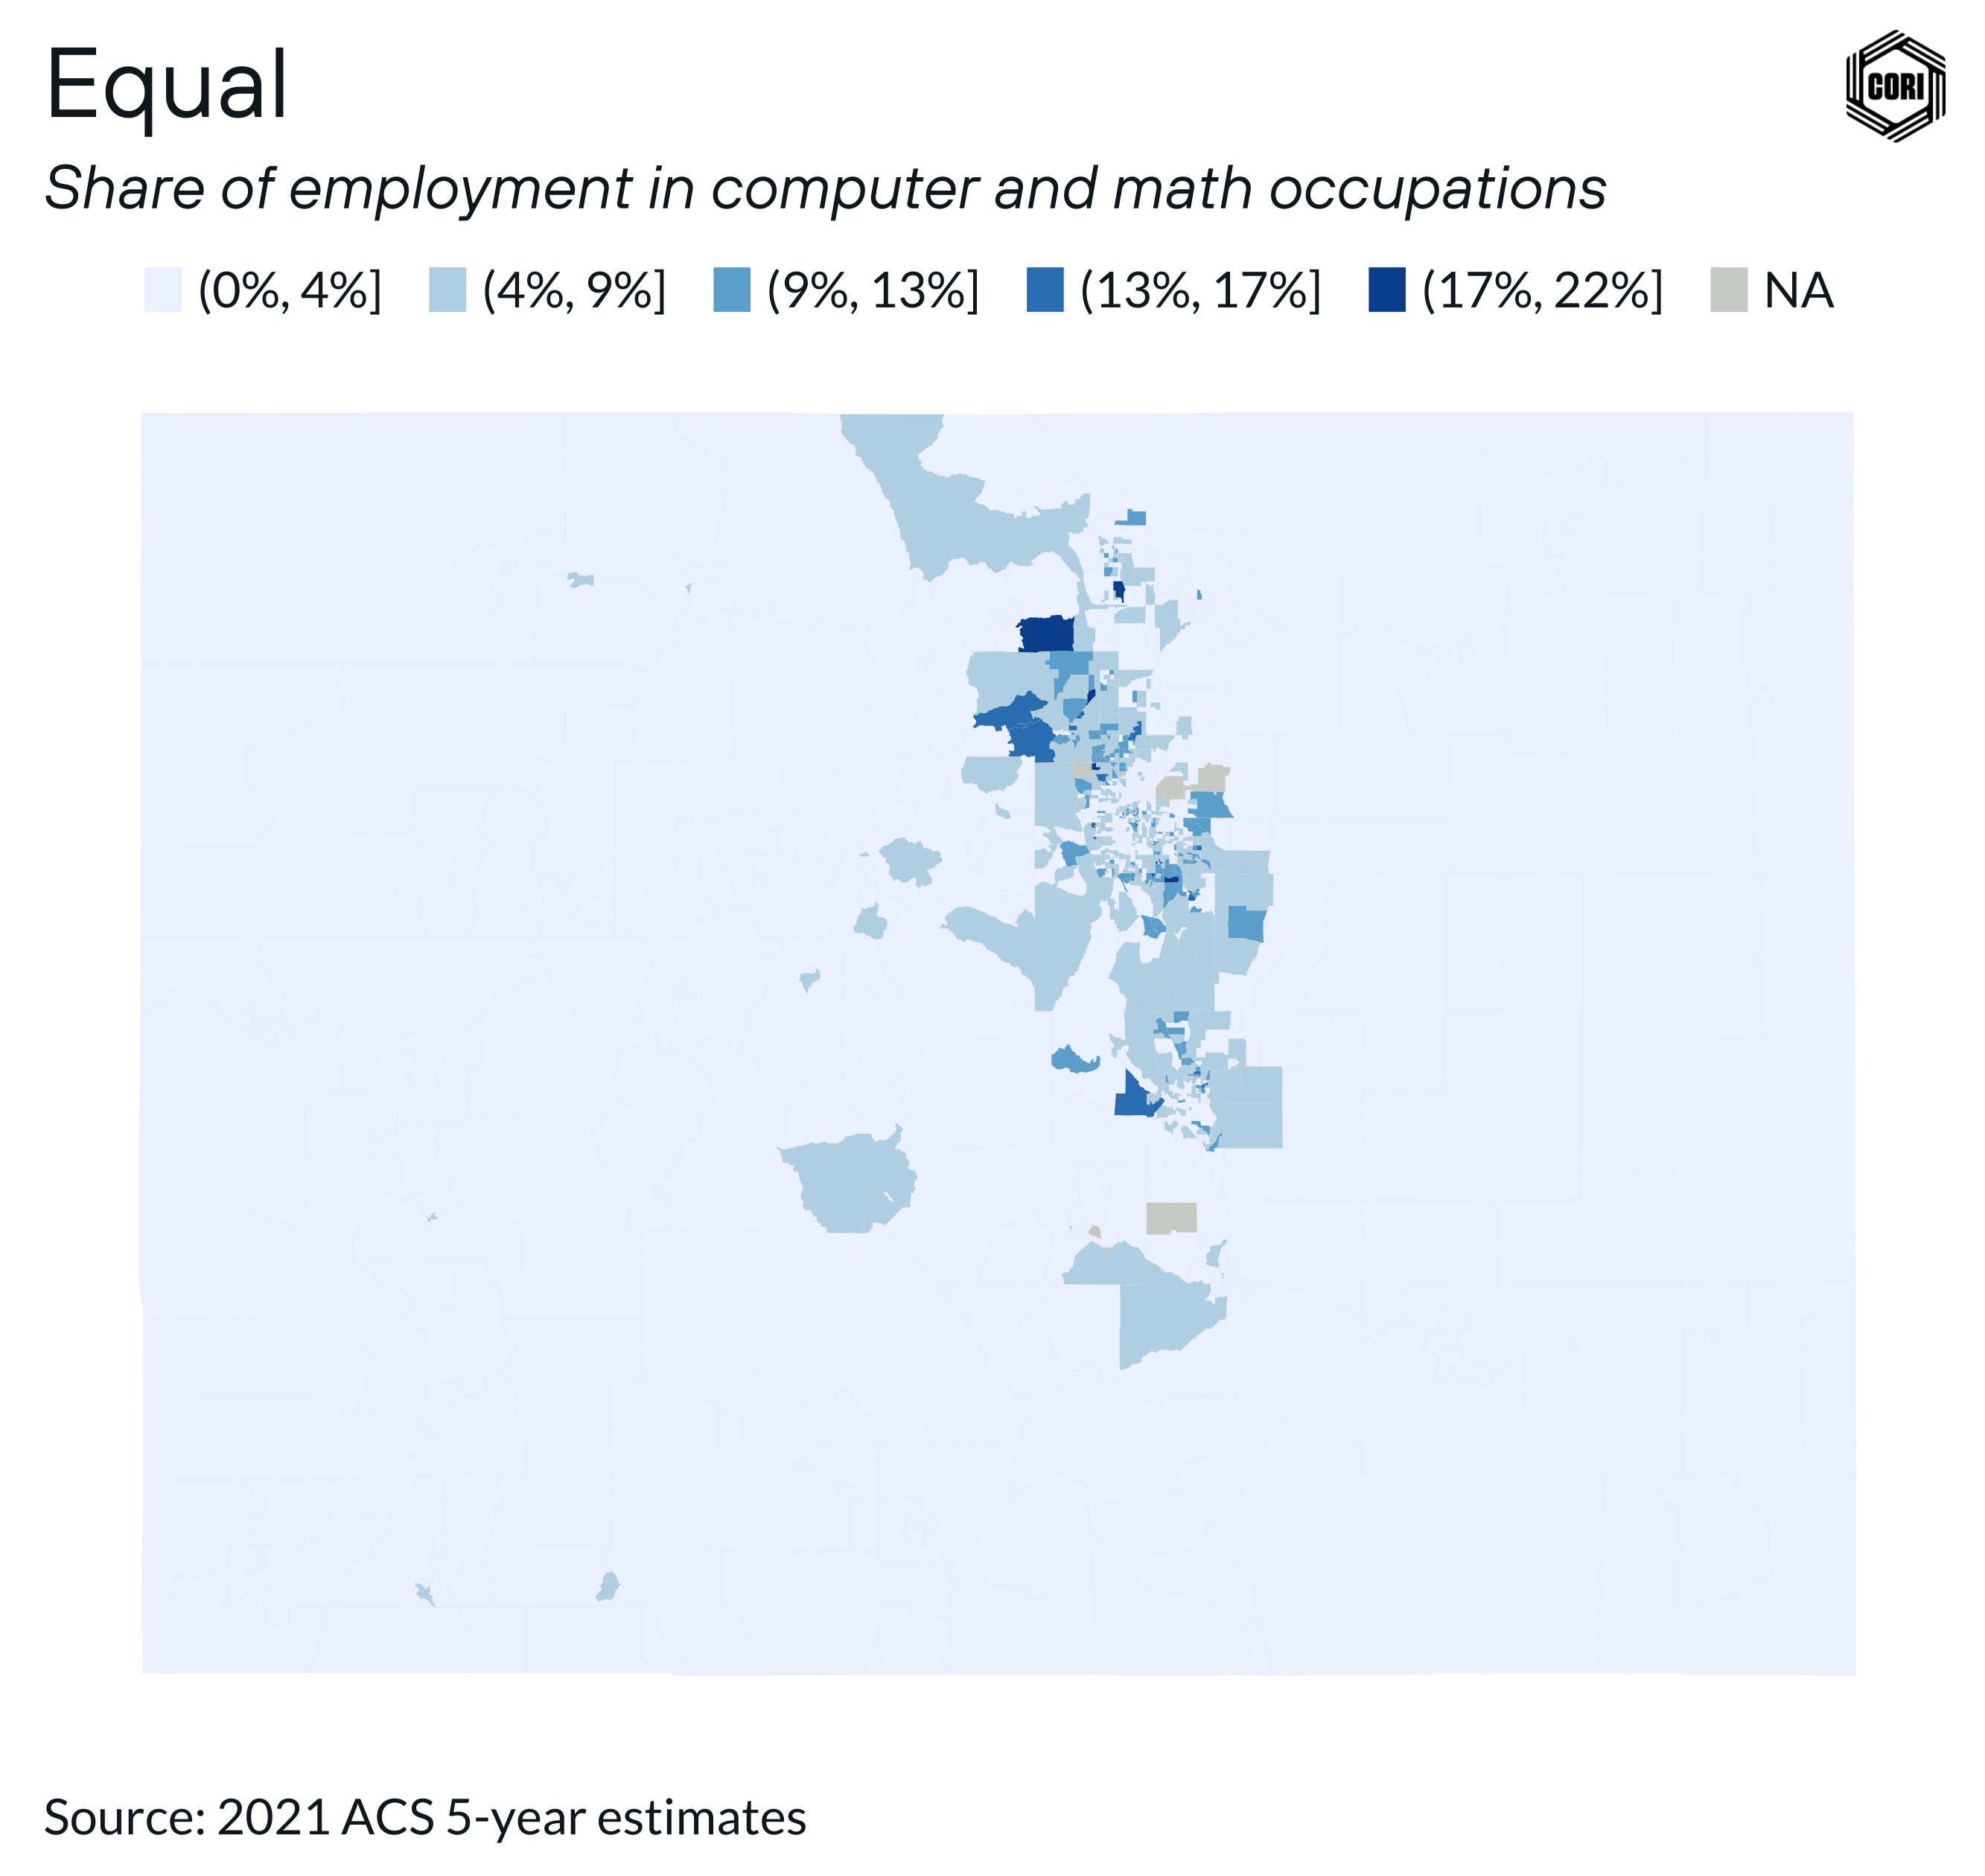 Equal
CORI
Share of employment in computer and math occupations
(0%, 4%] (4%, 9%] (9%, 13%] (13%, 17%] (17%, 22%] NA
Source: 2021 ACS 5-year estimates